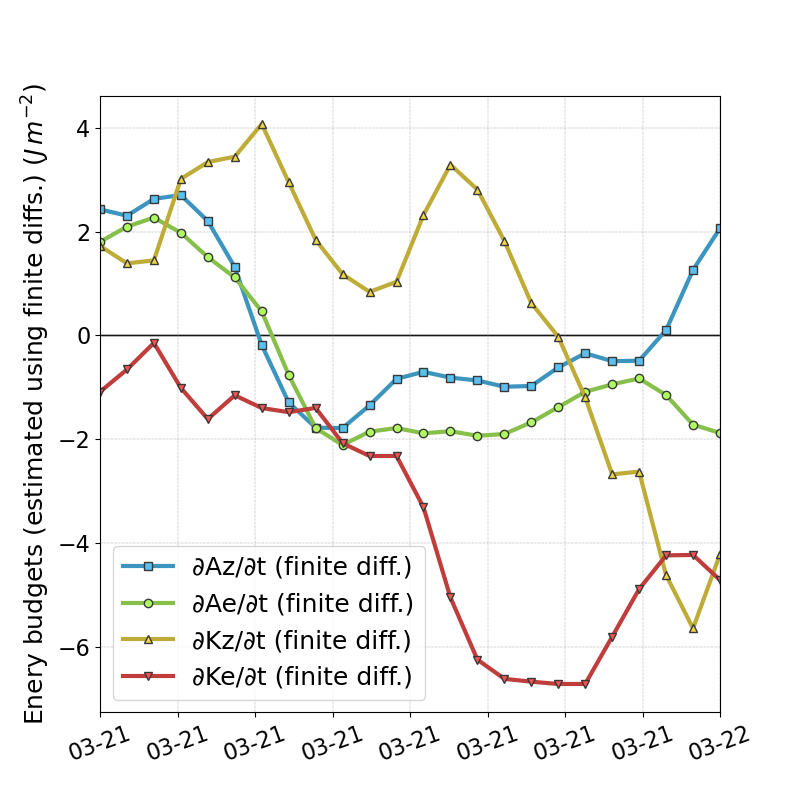 Enery budgets (estimated using finite diffs.) (J m⁻²)
4
2
0
−2
−4
−6
∂Az/∂t (finite diff.)
∂Ae/∂t (finite diff.)
∂Kz/∂t (finite diff.)
∂Ke/∂t (finite diff.)
03-21 03-21 03-21 03-21 03-21 03-21 03-21 03-21 03-22